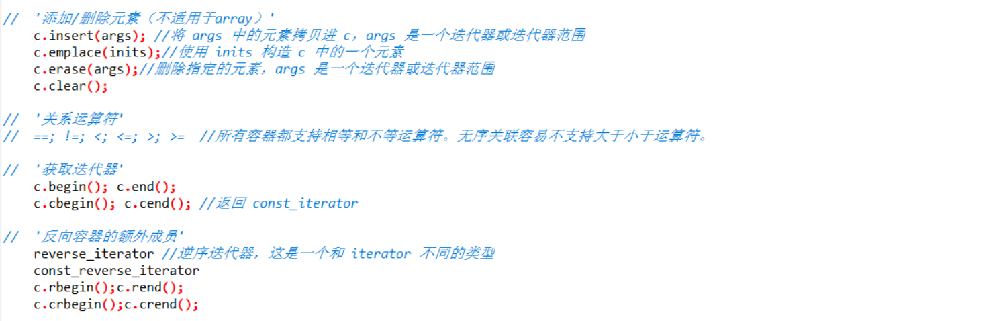 // '添加/删除元素（不适用于array）'
c.insert(args); //将 args 中的元素拷贝进 c，args 是一个迭代器或迭代器范围
c.emplace(inits);//使用 inits 构造 c 中的一个元素
c.erase(args);//删除指定的元素，args 是一个迭代器或迭代器范围
c.clear();
// '关系运算符'
// ==; !=; <; <=; >; >= //所有容器都支持相等和不等运算符。无序关联容易不支持大于小于运算符。
// '获取迭代器'
c.begin(); c.end();
c.cbegin(); c.cend(); //返回 const_iterator
// '反向容器的额外成员'
reverse_iterator //逆序迭代器，这是一个和 iterator 不同的类型
const_reverse_iterator
c.rbegin();c.rend();
c.crbegin();c.crend();